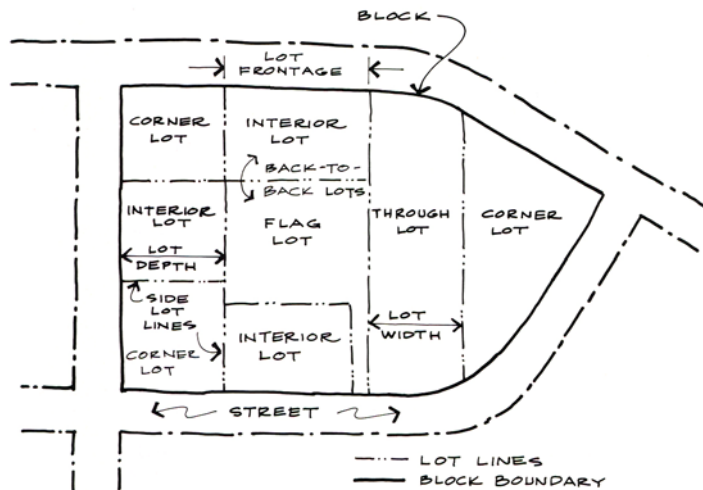 BLOCK
LOT
FRONTAGE
CORNER
LOT
INTERIOR
LOT
BACK-TO-
BACK LOTS
INTERIOR
LOT
FLAG
LOT
THROUGH
LOT
CORNER
LOT
LOT
DEPTH
SIDE
LOT
LINES
CORNER
LOT
INTERIOR
LOT
LOT
WIDTH
STREET
LOT LINES
BLOCK BOUNDARY